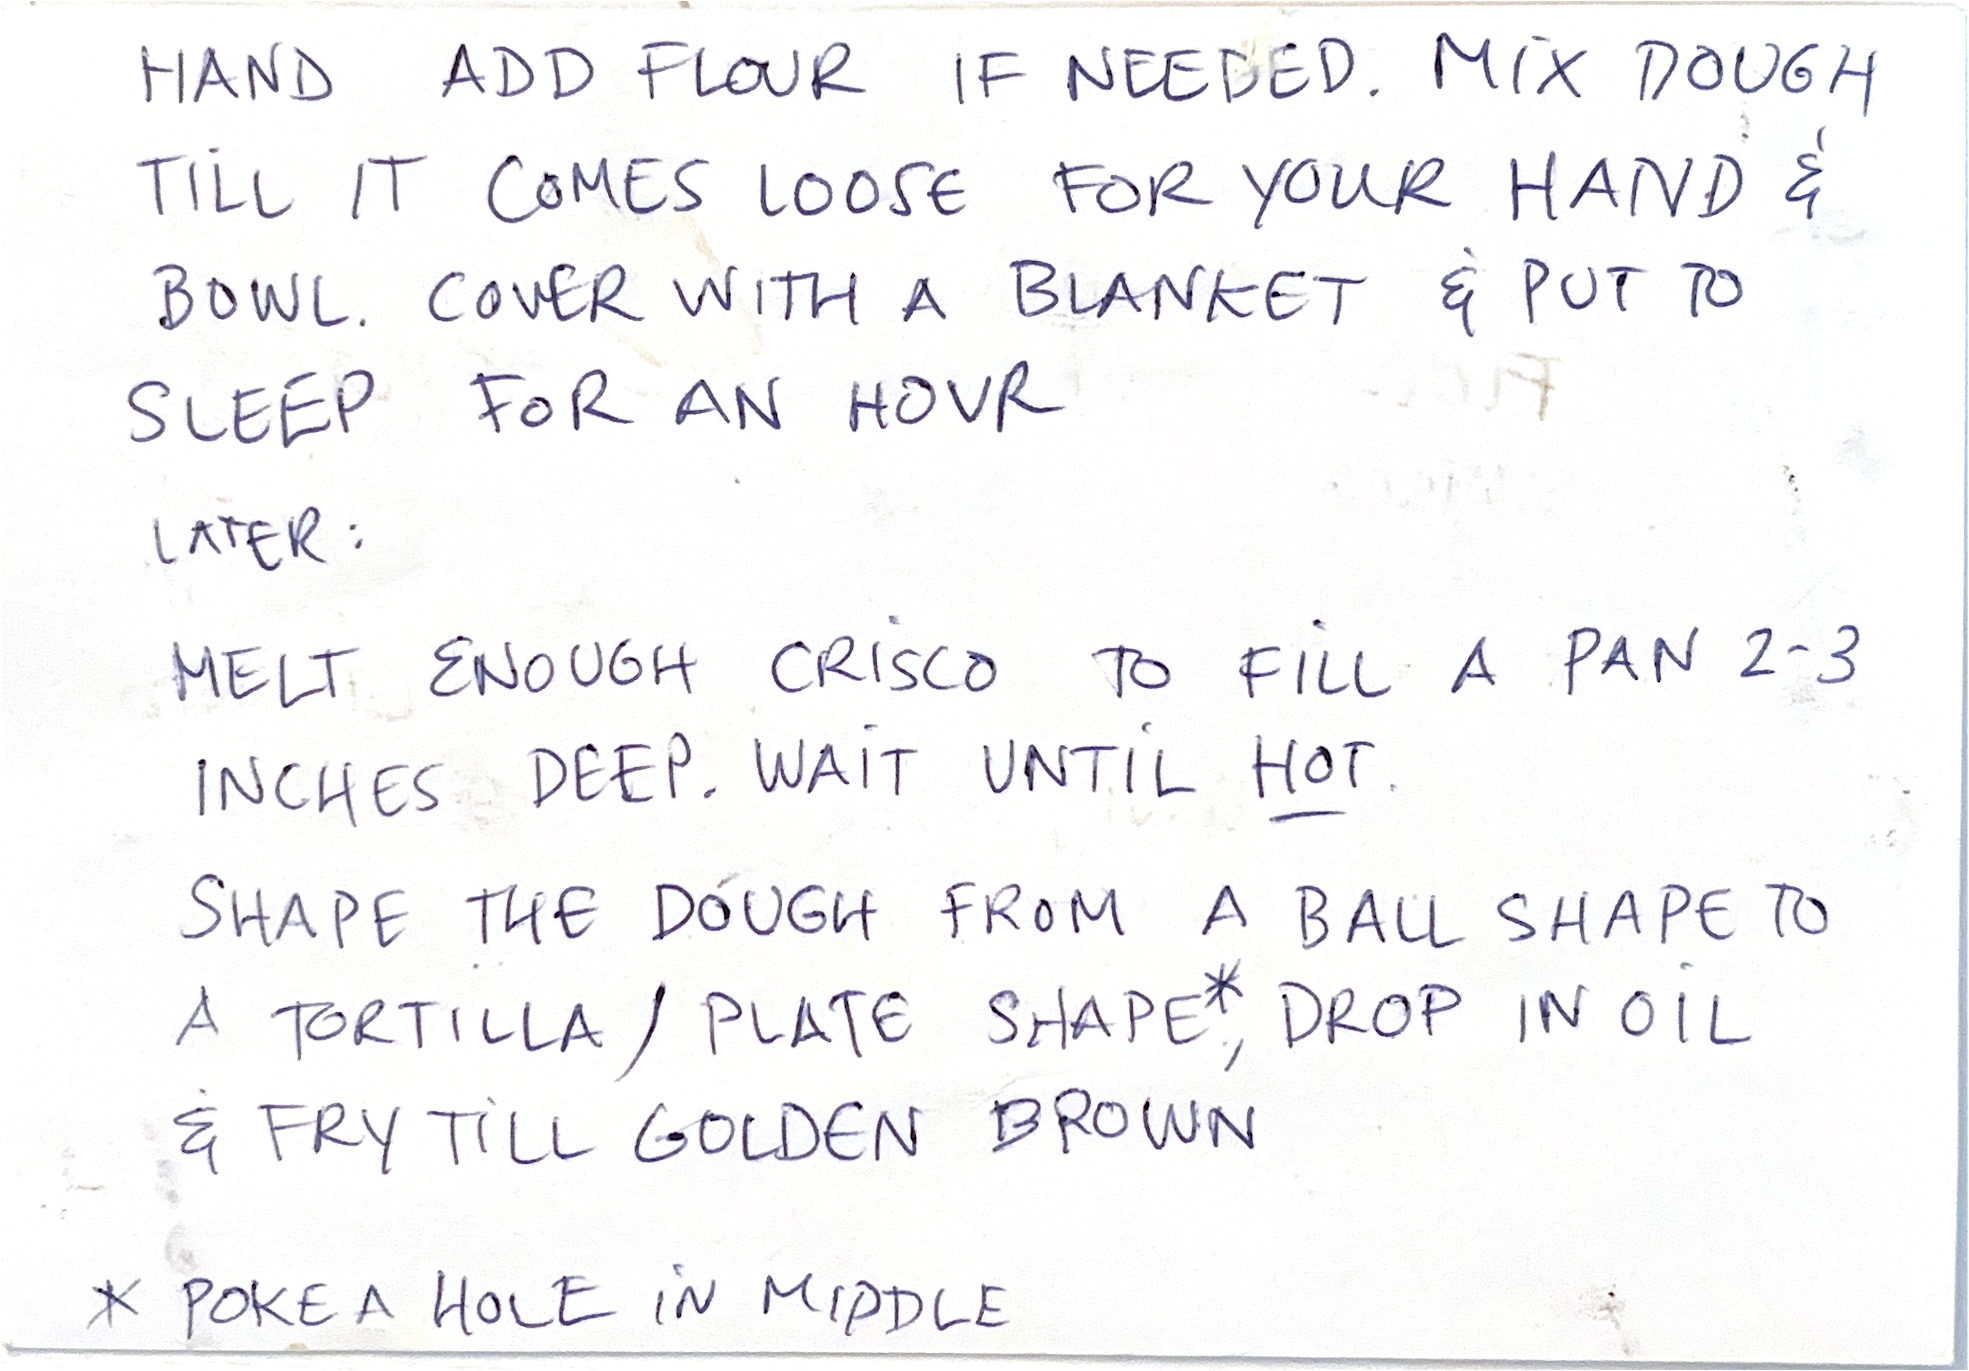 HAND ADD FLOUR IF NEEDED. MIX DOUGH
TILL IT COMES LOOSE FOR YOUR HAND &
BOWL. COVER WITH A BLANKET & PUT TO
SLEEP FOR AN HOUR
LATER:
MELT ENOUGH CRISCO TO FILL A PAN 2-3
INCHES DEEP. WAIT UNTIL HOT.
SHAPE THE DOUGH FROM A BALL SHAPE TO
A TORTILLA / PLATE SHAPE*, DROP IN OIL
& FRY TILL GOLDEN BROWN
* POKE A HOLE IN MIDDLE